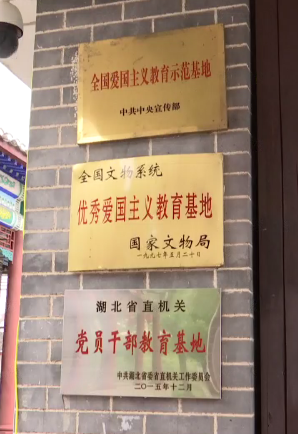 全国爱国主义教育示范基地
中共中央宣传部
全国文物系统
优秀爱国主义教育基地
国家文物局
一九九七年五月二十日
湖北省直机关
党员干部教育基地
中共湖北省委省直机关工作委员会
二〇一五年十二月